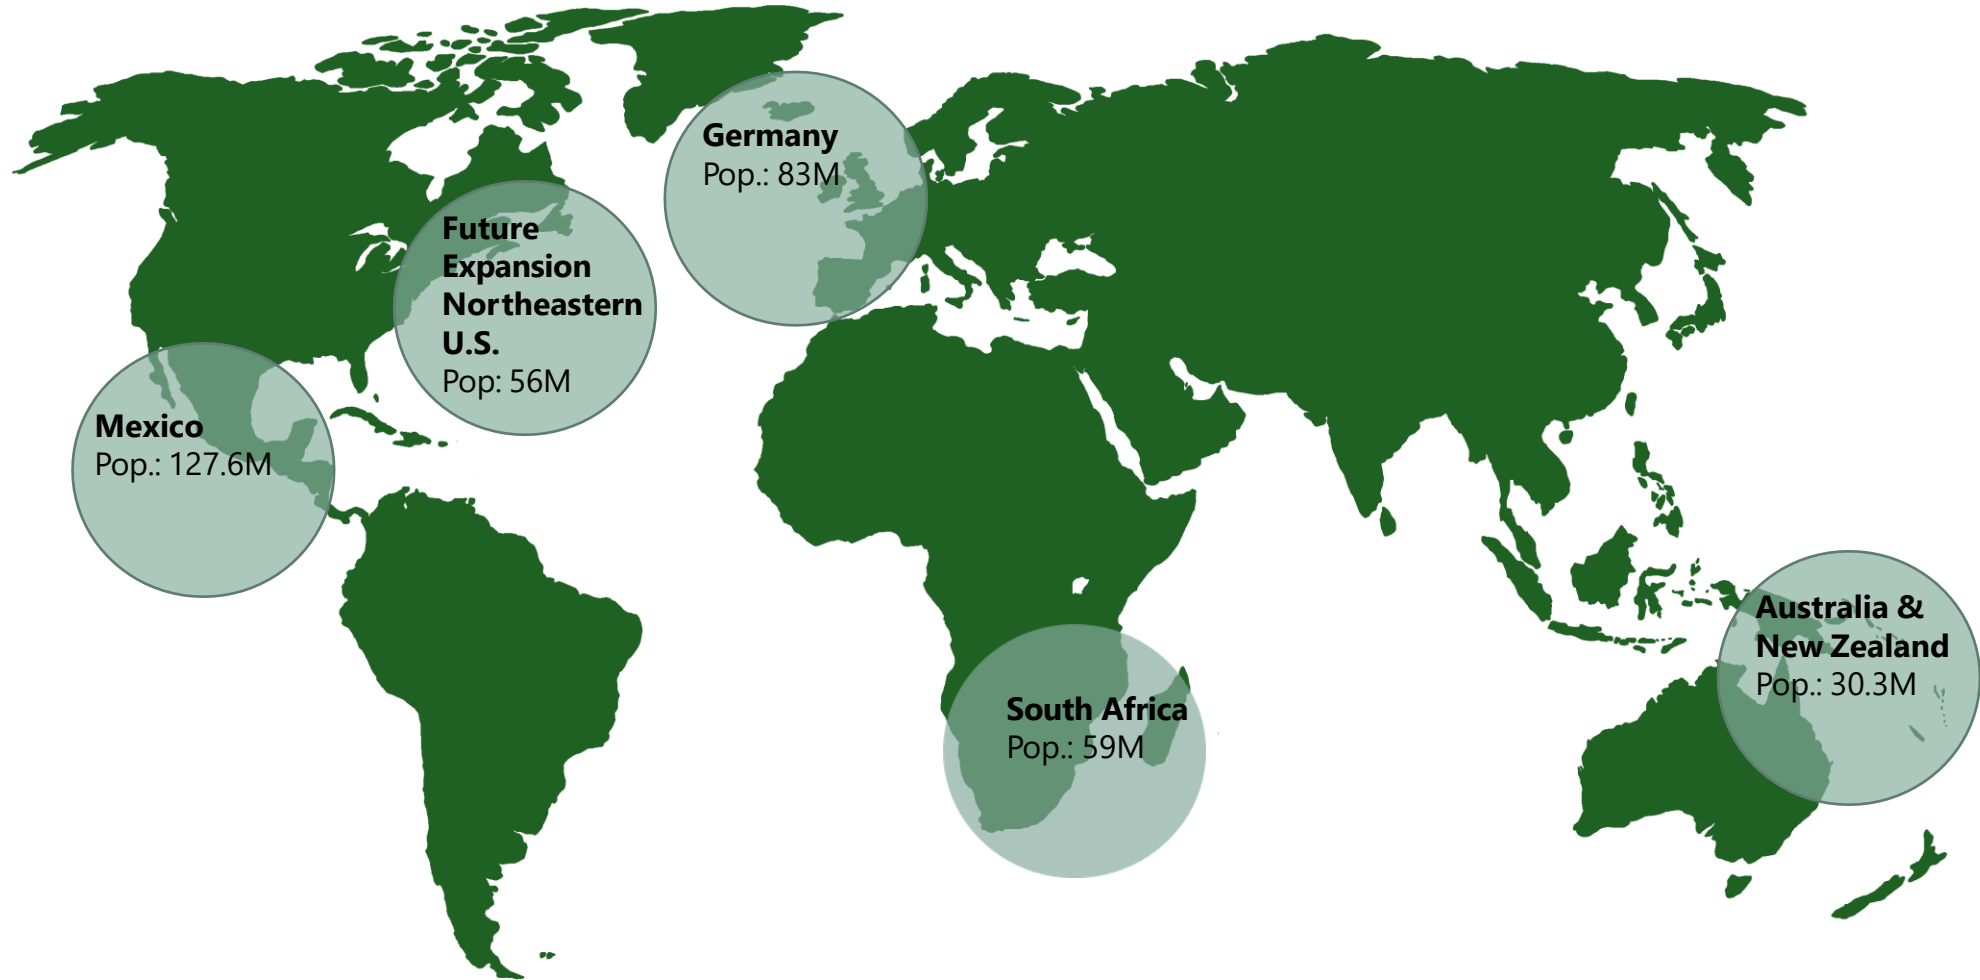 Germany
Pop.: 83M
Future
Expansion
Northeastern
U.S.
Pop: 56M
Mexico
Pop.: 127.6M
Australia &
New Zealand
Pop.: 30.3M
South Africa
Pop.: 59M